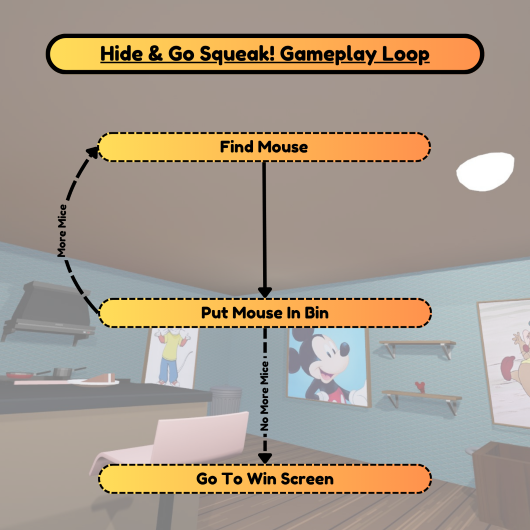 Hide & Go Squeak! Gameplay Loop
Find Mouse
More Mice
Put Mouse In Bin
No More Mice
Go To Win Screen